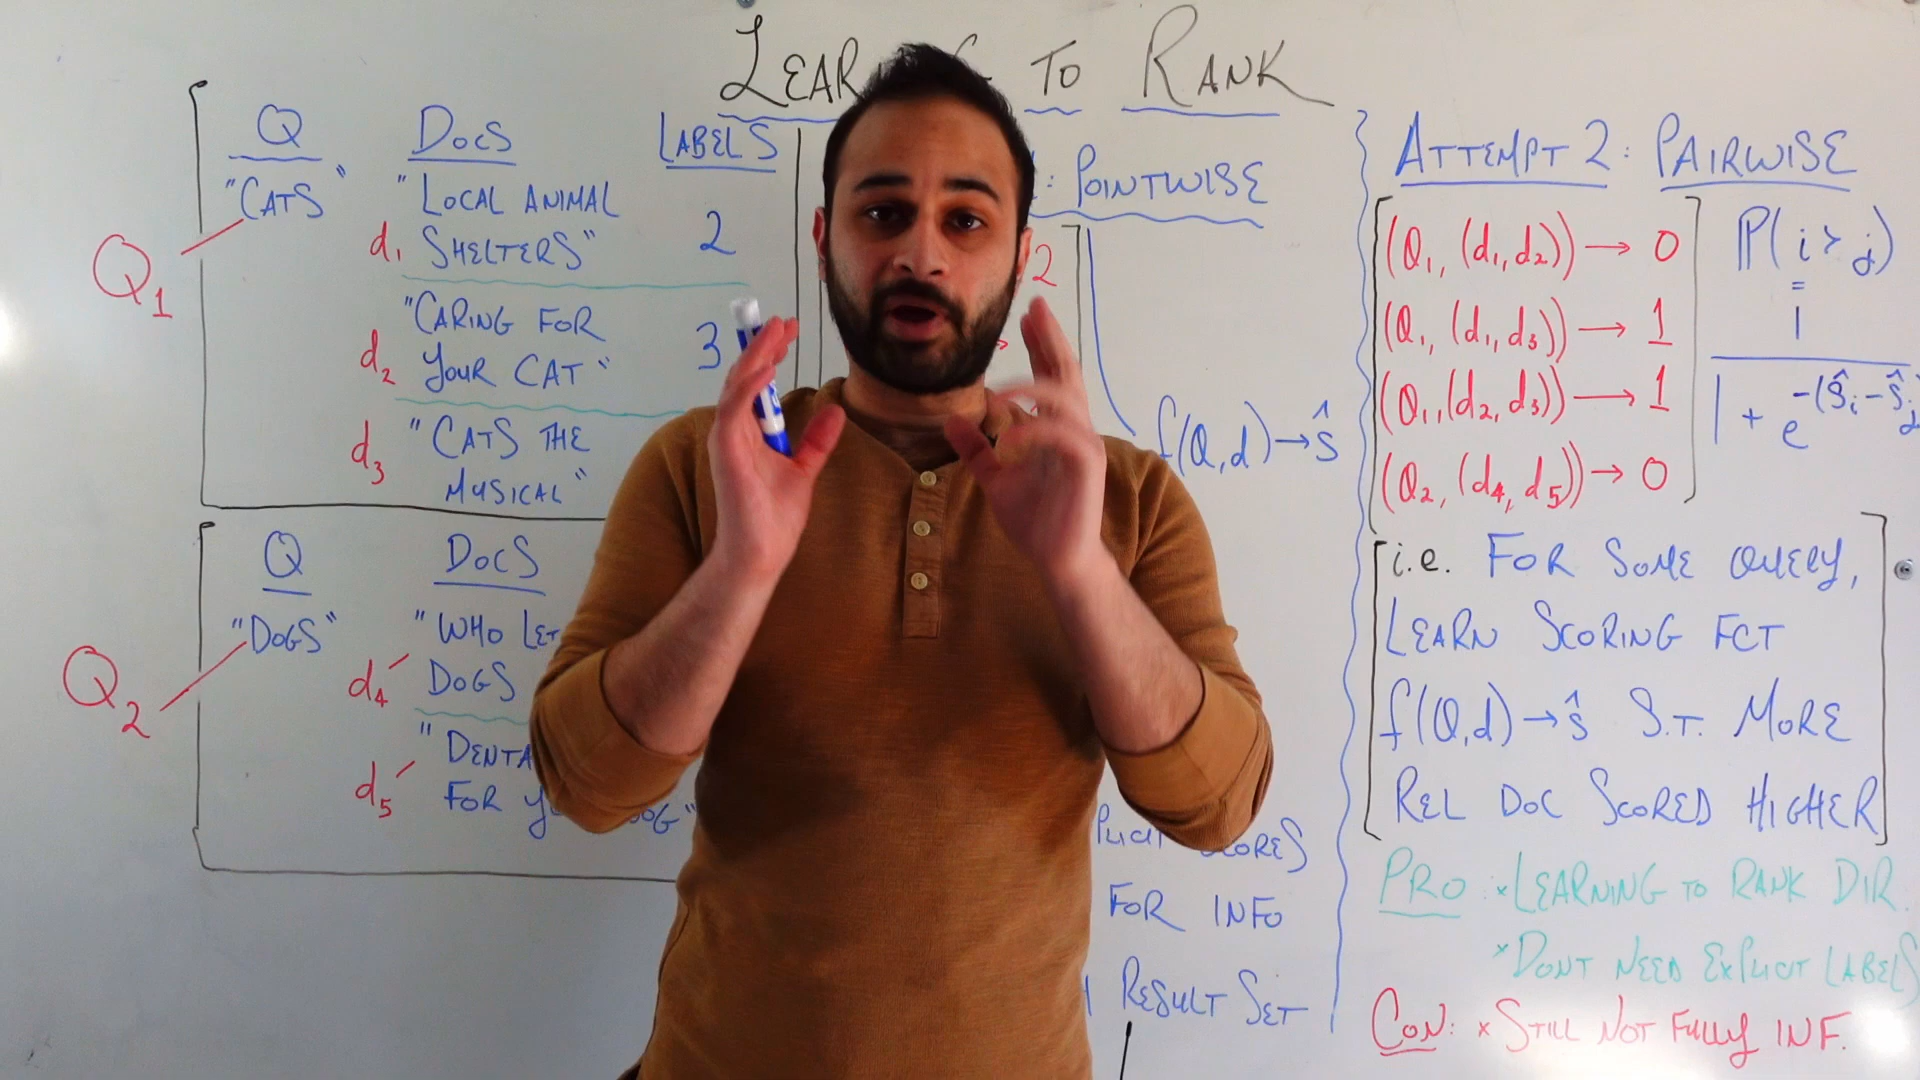 TO RANK
Q
"CATS"
Q1
DOCS
LABELS
d1 "LOCAL ANIMAL
SHELTERS"
2
d2 "CARING FOR
YOUR CAT"
3
d3 "CATS THE
MUSICAL"
Q
"DOGS"
Q2
DOCS
d4 "WHO LET
DOGS
d5 "
FOR
: POINTWISE
2
f(Q,d)→ŝ
SCORES
FOR INFO
RESULT SET
ATTEMPT 2: PAIRWISE
(Q1, (d1,d2)) → 0
(Q1, (d1,d3)) → 1
(Q1, (d2,d3)) → 1
(Q2, (d4,d5)) → 0
P(i > j)
=
1
1 + e^-(ŝi-ŝj)
i.e. FOR SOME QUERY,
LEARN SCORING FCT
f(Q,d)→ŝ S.T. MORE
REL DOC SCORED HIGHER
PRO: x LEARNING TO RANK DIR.
x DONT NEED EXPLICIT LABELS
CON: x STILL NOT FULLY INF.